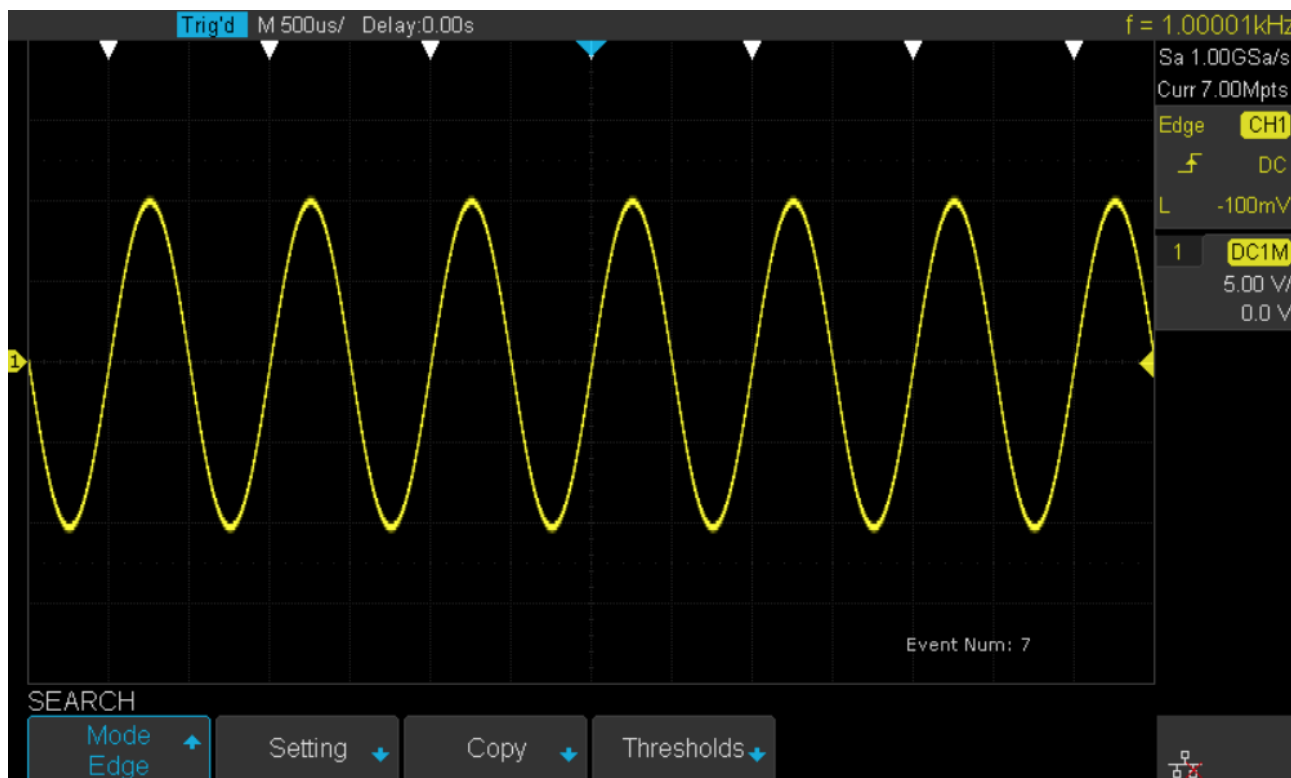 Trig'd M 500us/ Delay:0.00s f = 1.00001kHz
Sa 1.00GSa/s
Curr 7.00Mpts
Edge CH1
DC
L -100mV
1 DC1M
5.00 V/
0.0 V
1
Event Num: 7
SEARCH
Mode Setting Copy Thresholds
Edge